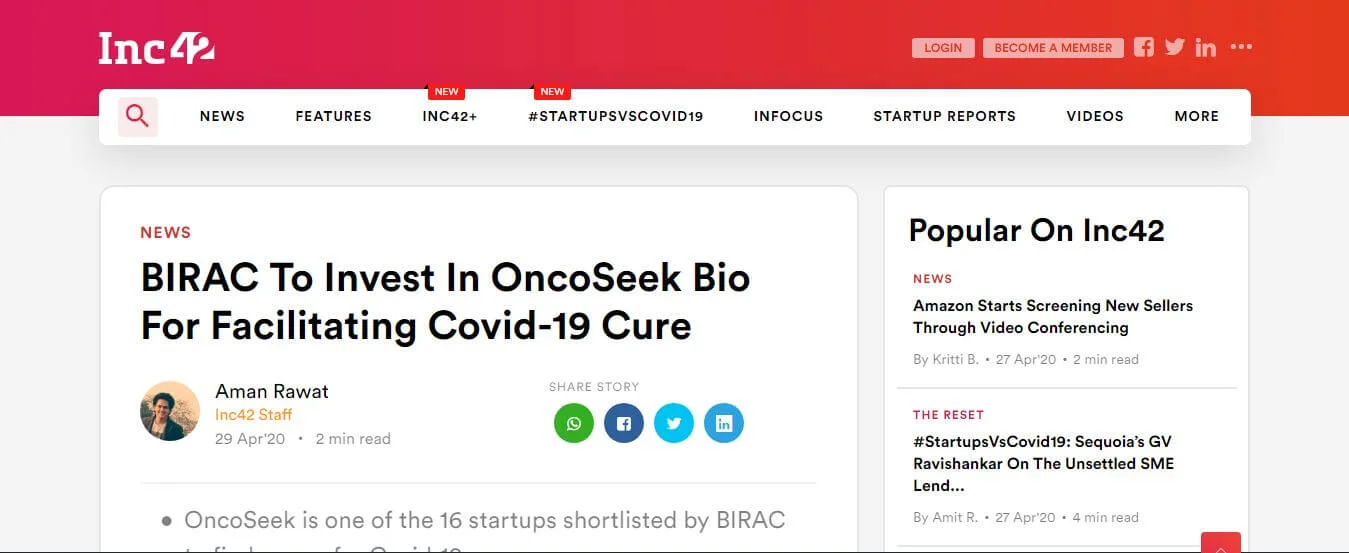 Inc42
LOGIN
BECOME A MEMBER
NEW
NEW
NEWS
FEATURES
INC42+
#STARTUPSVSCOVID19
INFOCUS
STARTUP REPORTS
VIDEOS
MORE
NEWS
BIRAC To Invest In OncoSeek Bio
For Facilitating Covid-19 Cure
Aman Rawat
Inc42 Staff
29 Apr'20 • 2 min read
SHARE STORY
• OncoSeek is one of the 16 startups shortlisted by BIRAC
Popular On Inc42
NEWS
Amazon Starts Screening New Sellers
Through Video Conferencing
By Kritti B. • 27 Apr'20 • 2 min read
THE RESET
#StartupsVsCovid19: Sequoia's GV
Ravishankar On The Unsettled SME
Lend...
By Amit R. • 27 Apr'20 • 4 min read